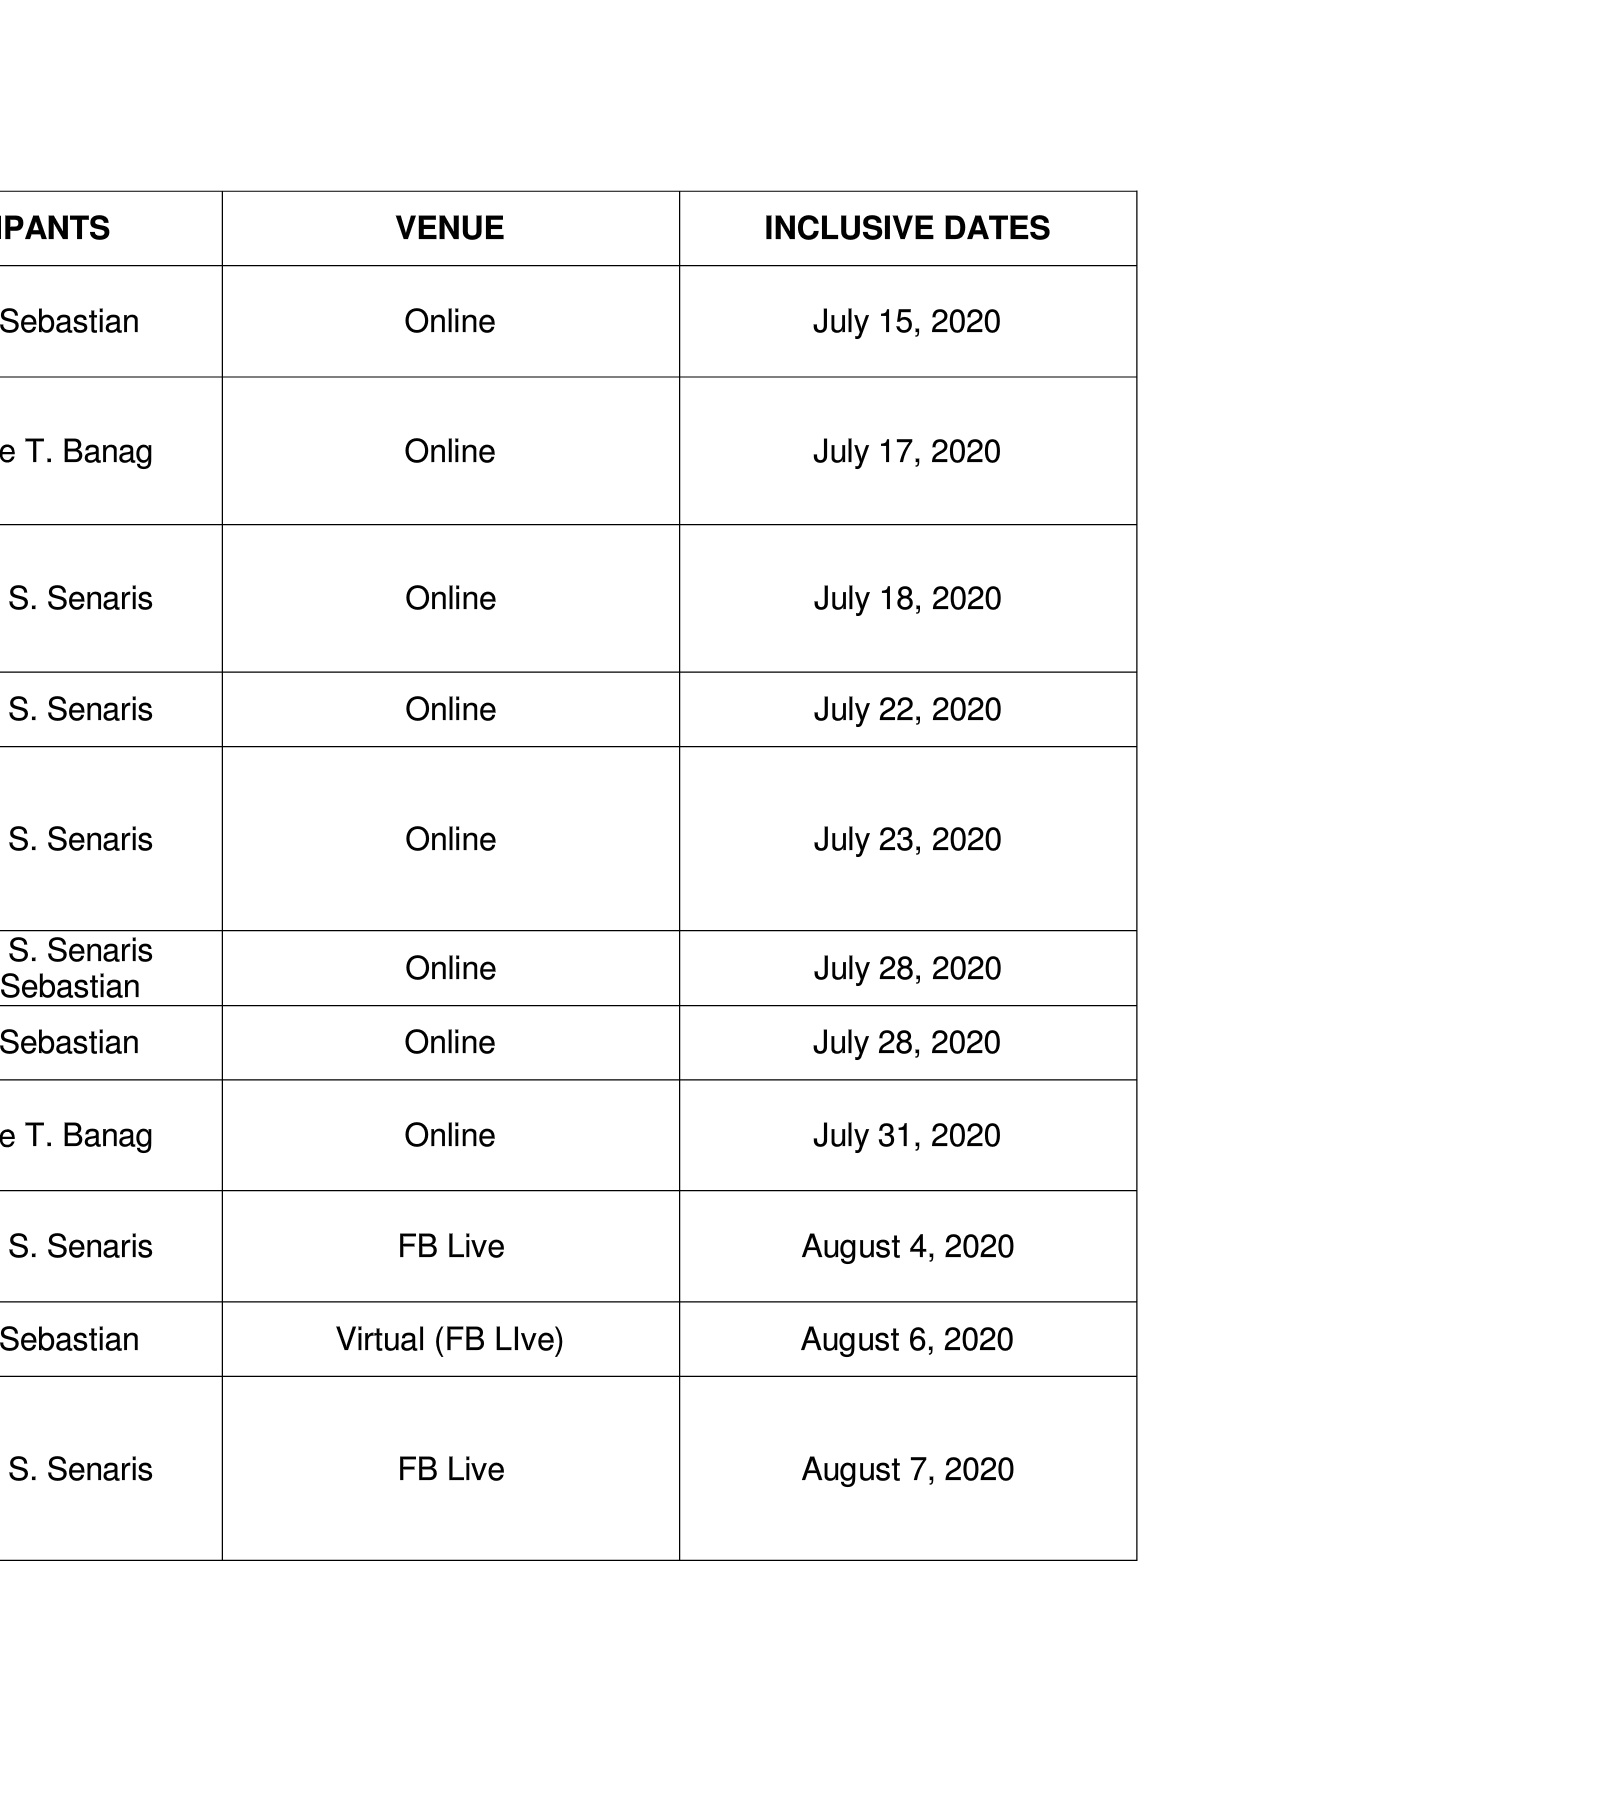 IPANTS VENUE INCLUSIVE DATES
Sebastian Online July 15, 2020
e T. Banag Online July 17, 2020
S. Senaris Online July 18, 2020
S. Senaris Online July 22, 2020
S. Senaris Online July 23, 2020
S. Senaris
Sebastian Online July 28, 2020
Sebastian Online July 28, 2020
e T. Banag Online July 31, 2020
S. Senaris FB Live August 4, 2020
Sebastian Virtual (FB LIve) August 6, 2020
S. Senaris FB Live August 7, 2020